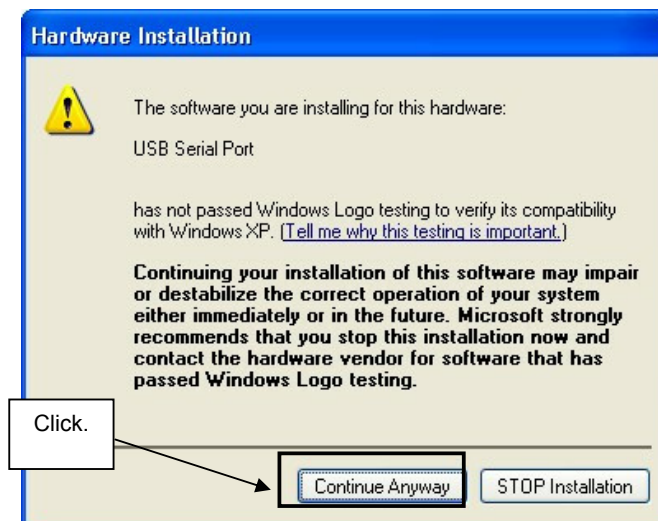 Hardware Installation
The software you are installing for this hardware:
USB Serial Port
has not passed Windows Logo testing to verify its compatibility
with Windows XP. (Tell me why this testing is important.)
Continuing your installation of this software may impair
or destabilize the correct operation of your system
either immediately or in the future. Microsoft strongly
recommends that you stop this installation now and
contact the hardware vendor for software that has
passed Windows Logo testing.
Click.
Continue Anyway
STOP Installation